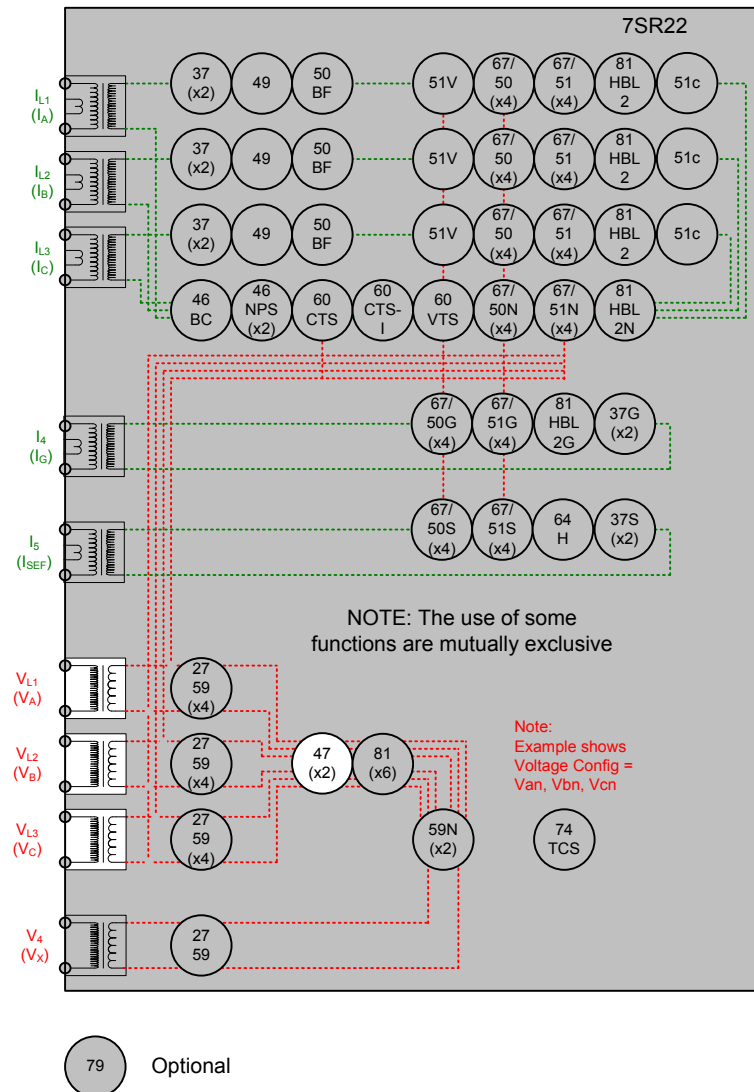 7SR22
IL1
(IA)
37
(x2)
49
50
BF
51V
67/
50
(x4)
67/
51
(x4)
81
HBL
2
51c
IL2
(IB)
37
(x2)
49
50
BF
51V
67/
50
(x4)
67/
51
(x4)
81
HBL
2
51c
IL3
(IC)
37
(x2)
49
50
BF
51V
67/
50
(x4)
67/
51
(x4)
81
HBL
2
51c
46
BC
46
NPS
(x2)
60
CTS
60
CTS-
I
60
VTS
67/
50N
(x4)
67/
51N
(x4)
81
HBL
2N
I4
(IG)
67/
50G
(x4)
67/
51G
(x4)
81
HBL
2G
37G
(x2)
I5
(ISEF)
67/
50S
(x4)
67/
51S
(x4)
64
H
37S
(x2)
NOTE: The use of some
functions are mutually exclusive
VL1
(VA)
27
59
(x4)
VL2
(VB)
27
59
(x4)
47
(x2)
81
(x6)
Note:
Example shows
Voltage Config =
Van, Vbn, Vcn
VL3
(VC)
27
59
(x4)
59N
(x2)
74
TCS
V4
(VX)
27
59
79
Optional